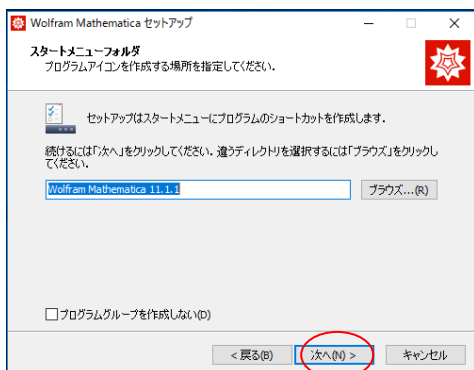 Wolfram Mathematica セットアップ
スタートメニューフォルダ
プログラムアイコンを作成する場所を指定してください.
セットアップはスタートメニューにプログラムのショートカットを作成します.
続けるには「次へ」をクリックしてください. 違うディレクトリを選択するには「ブラウズ」をクリックし
てください.
Wolfram Mathematica 11.1.1
ブラウズ...(R)
プログラムグループを作成しない(D)
< 戻る(B)
次へ(N) >
キャンセル